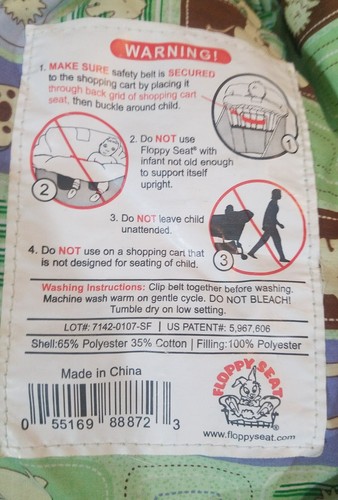 WARNING!
1. MAKE SURE safety belt is SECURED
to the shopping cart by placing it
through back grid of shopping cart
seat, then buckle around child.
1
2. Do NOT use
Floppy Seat® with
infant not old enough
to support itself
upright.
2
3. Do NOT leave child
unattended.
3
4. Do NOT use on a shopping cart that
is not designed for seating of child.
Washing Instructions: Clip belt together before washing.
Machine wash warm on gentle cycle. DO NOT BLEACH!
Tumble dry on low setting.
LOT#: 7142-0107-SF | US PATENT#: 5,967,606
Shell:65% Polyester 35% Cotton | Filling:100% Polyester
Made in China
0 55169 88872 3
FLOPPY SEAT
www.floppyseat.com